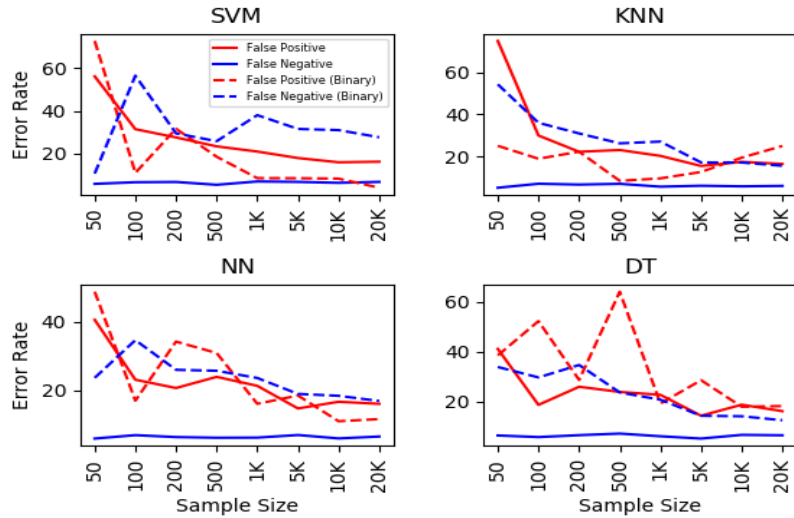 SVM
KNN
Error Rate
60
40
20
False Positive
False Negative
False Positive (Binary)
False Negative (Binary)
60
40
20
50
100
200
500
1K
5K
10K
20K
50
100
200
500
1K
5K
10K
20K
NN
DT
Error Rate
40
20
60
40
20
50
100
200
500
1K
5K
10K
20K
50
100
200
500
1K
5K
10K
20K
Sample Size
Sample Size